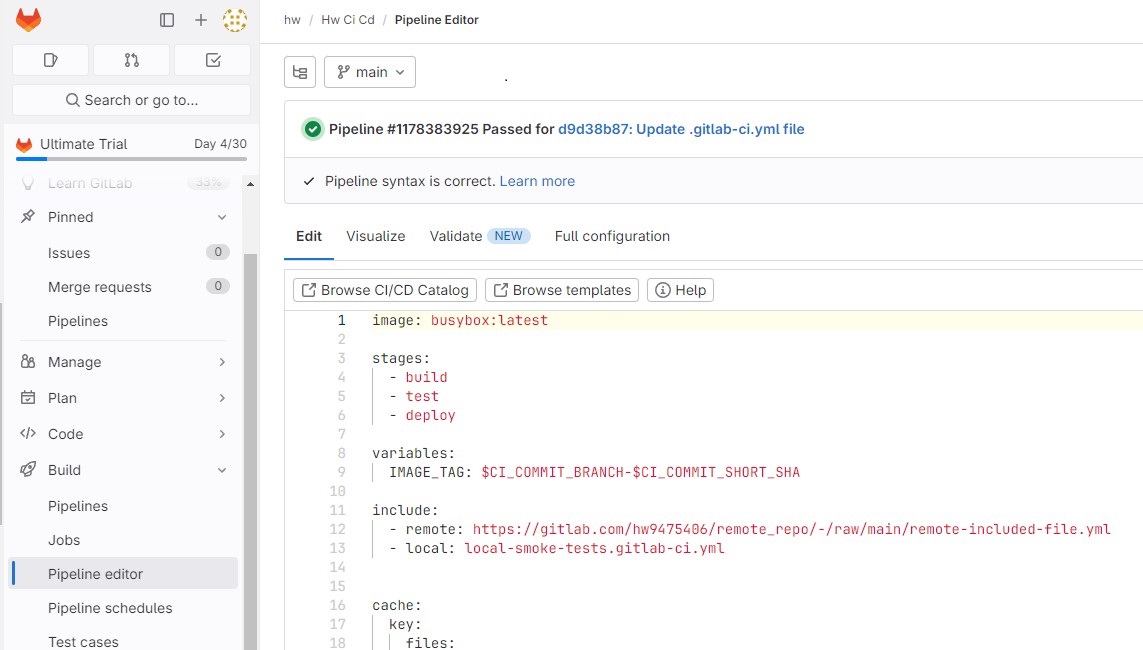 hw / Hw Ci Cd / Pipeline Editor
Search or go to...
Ultimate Trial Day 4/30
Learn GitLab 33%
Pinned
Issues 0
Merge requests 0
Pipelines
Manage
Plan
Code
Build
Pipelines
Jobs
Pipeline editor
Pipeline schedules
Test cases
main
Pipeline #1178383925 Passed for d9d38b87: Update .gitlab-ci.yml file
Pipeline syntax is correct. Learn more
Edit Visualize Validate NEW Full configuration
Browse CI/CD Catalog Browse templates Help
1 image: busybox:latest
2
3 stages:
4 - build
5 - test
6 - deploy
7
8 variables:
9 IMAGE_TAG: $CI_COMMIT_BRANCH-$CI_COMMIT_SHORT_SHA
10
11 include:
12 - remote: https://gitlab.com/hw9475406/remote_repo/-/raw/main/remote-included-file.yml
13 - local: local-smoke-tests.gitlab-ci.yml
14
15
16 cache:
17 key:
18 files: